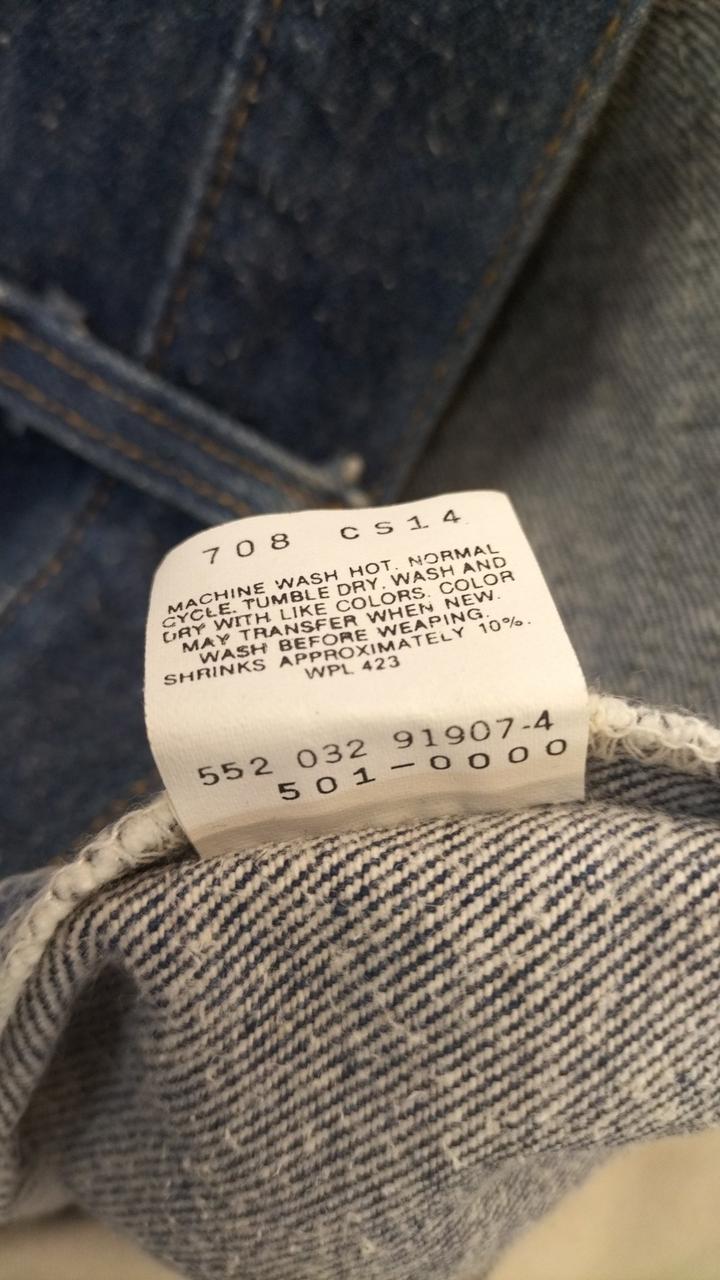 708 CS14
MACHINE WASH HOT. NORMAL
CYCLE. TUMBLE DRY. WASH AND
DRY WITH LIKE COLORS. COLOR
MAY TRANSFER WHEN NEW.
WASH BEFORE WEAPING.
SHRINKS APPROXIMATELY 10%.
WPL 423
552 032 91907-4
501-0000